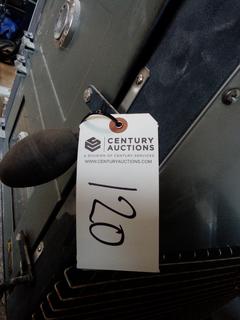 CENTURY
AUCTIONS
A DIVISION OF CENTURY SERVICES
WWW.CENTURYAUCTIONS.COM
120